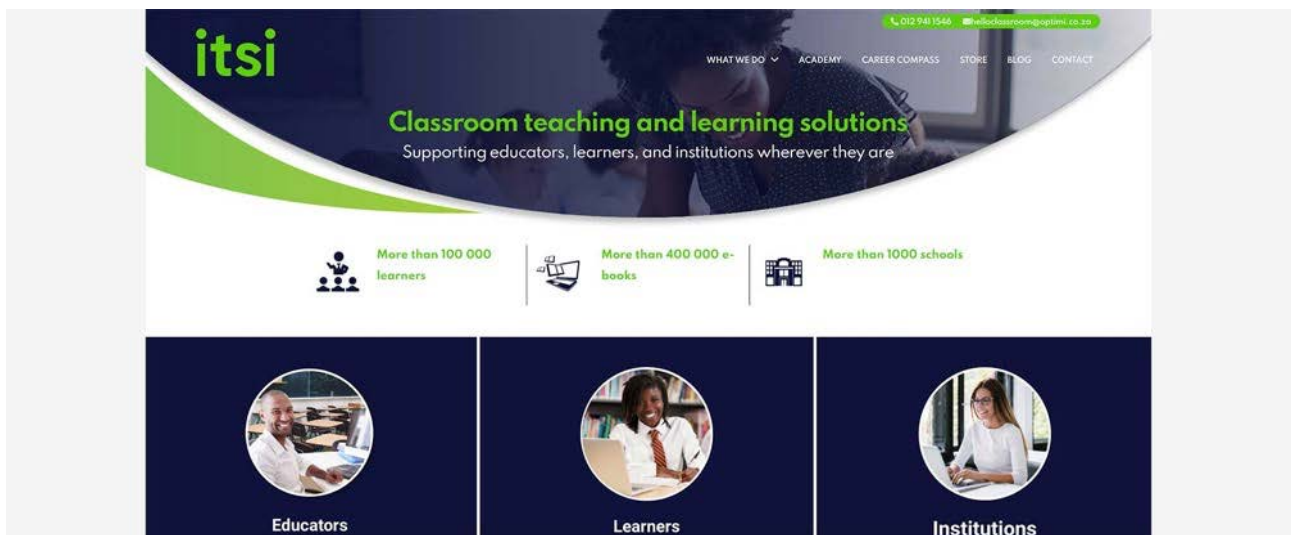 012 941 1546 helloclassroom@optimi.co.za
itsi
WHAT WE DO ACADEMY CAREER COMPASS STORE BLOG CONTACT
Classroom teaching and learning solutions
Supporting educators, learners, and institutions wherever they are
More than 100 000
learners
More than 400 000 e-
books
More than 1000 schools
Educators
Learners
Institutions